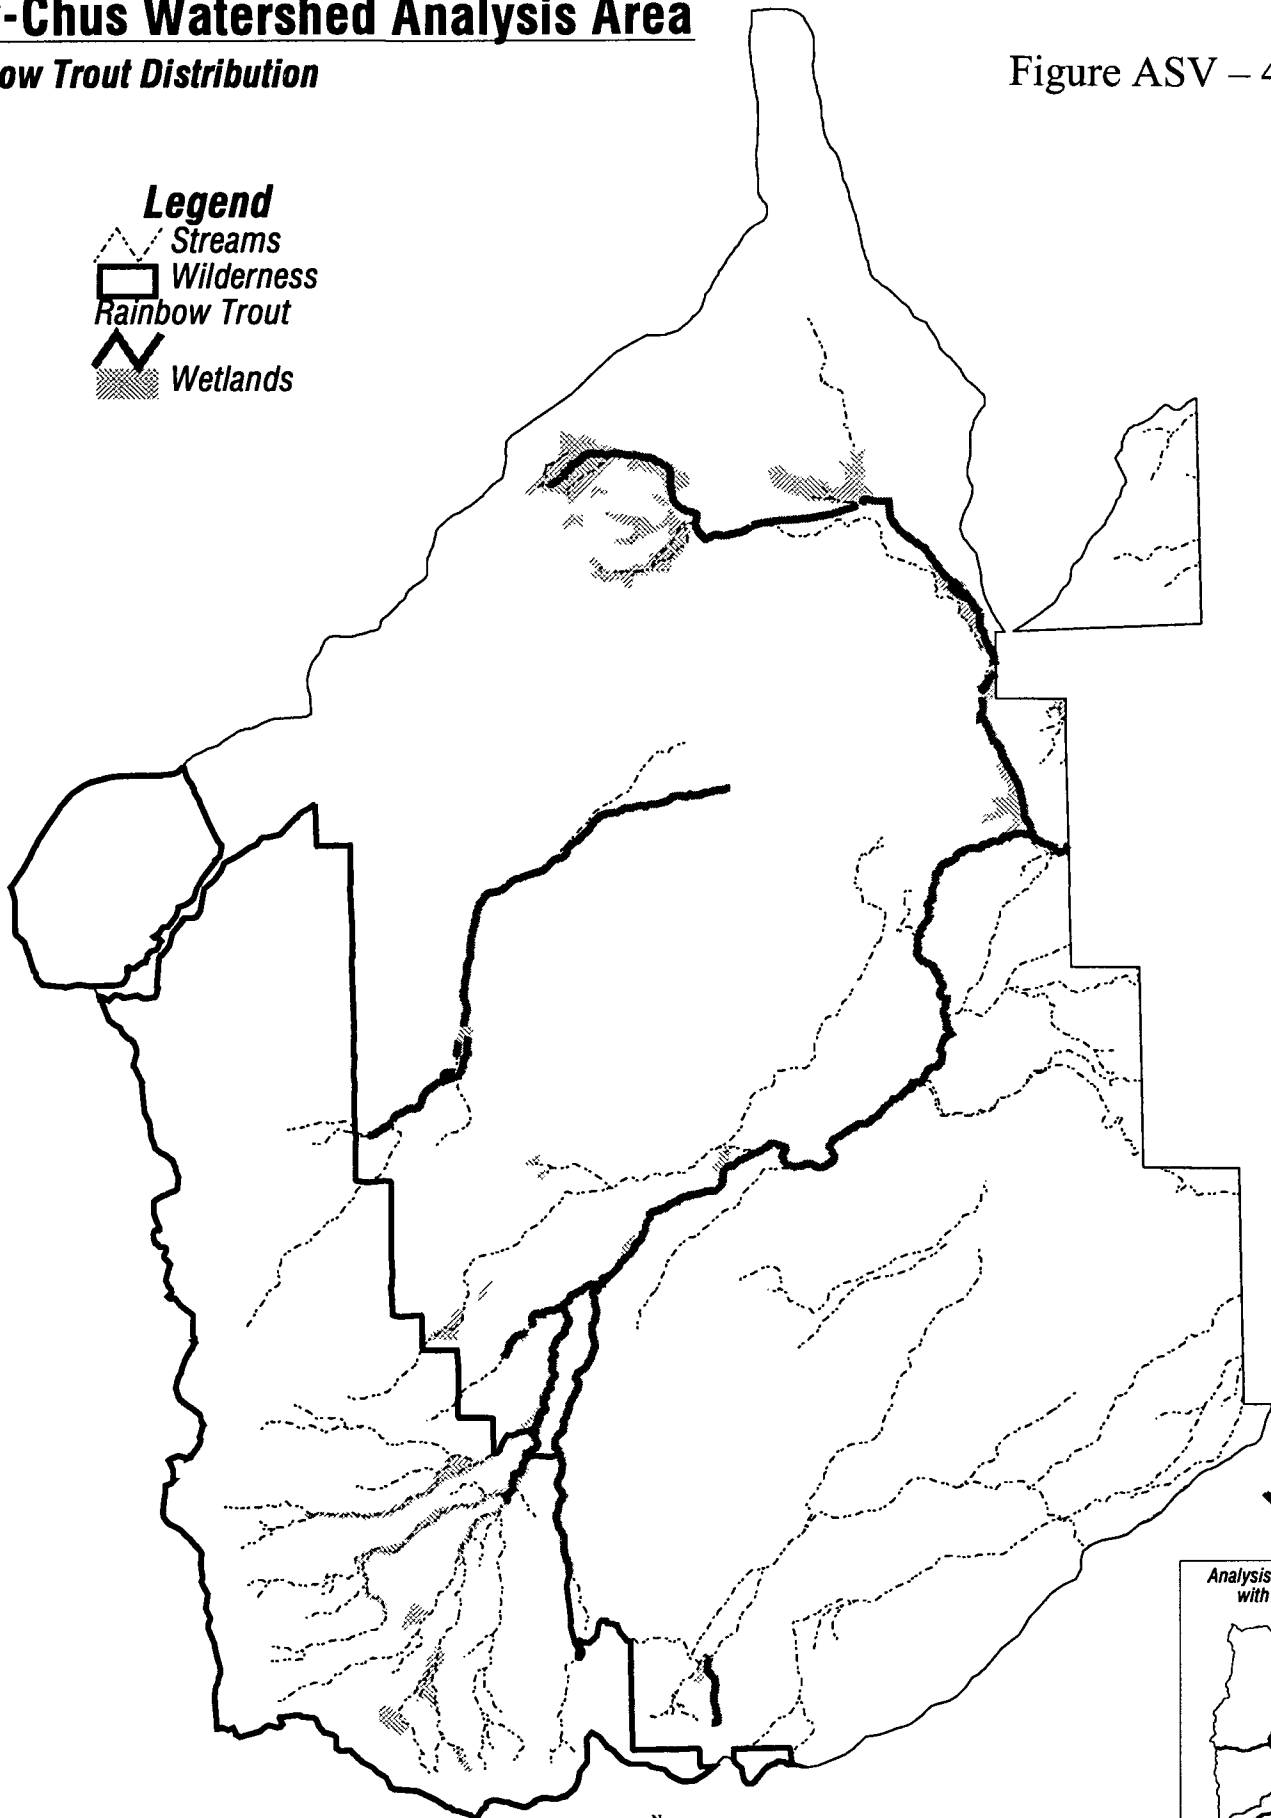 -Chus Watershed Analysis Area
ow Trout Distribution
Figure ASV – 4
Legend
Streams
Wilderness
Rainbow Trout
Wetlands
Analysis
with
N